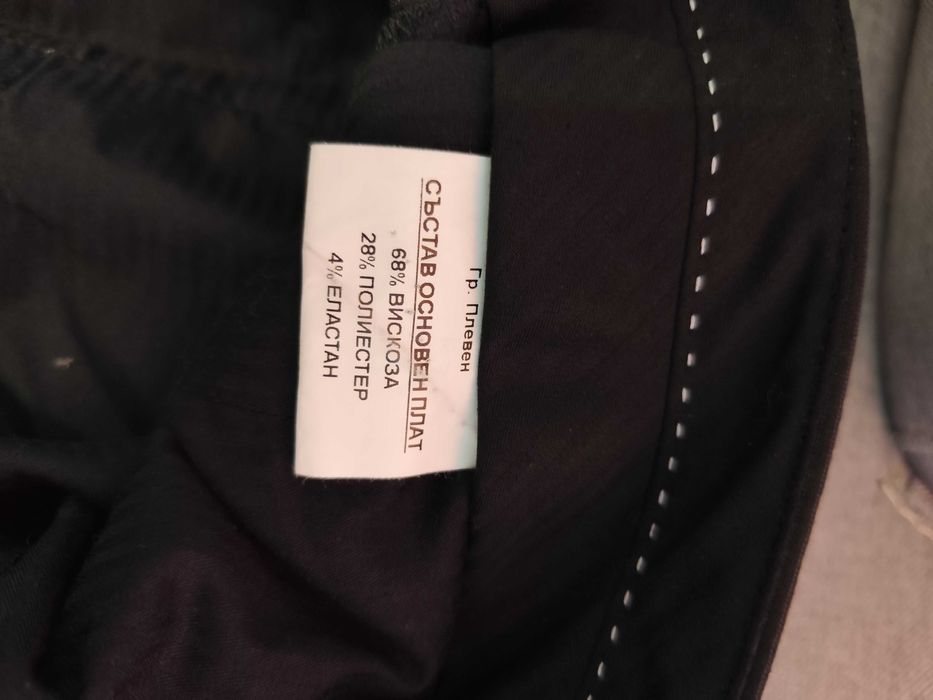 Гр. Плевен
СЪСТАВ ОСНОВЕН ПЛАТ
68% ВИСКОЗА
28% ПОЛИЕСТЕР
4% ЕЛАСТАН